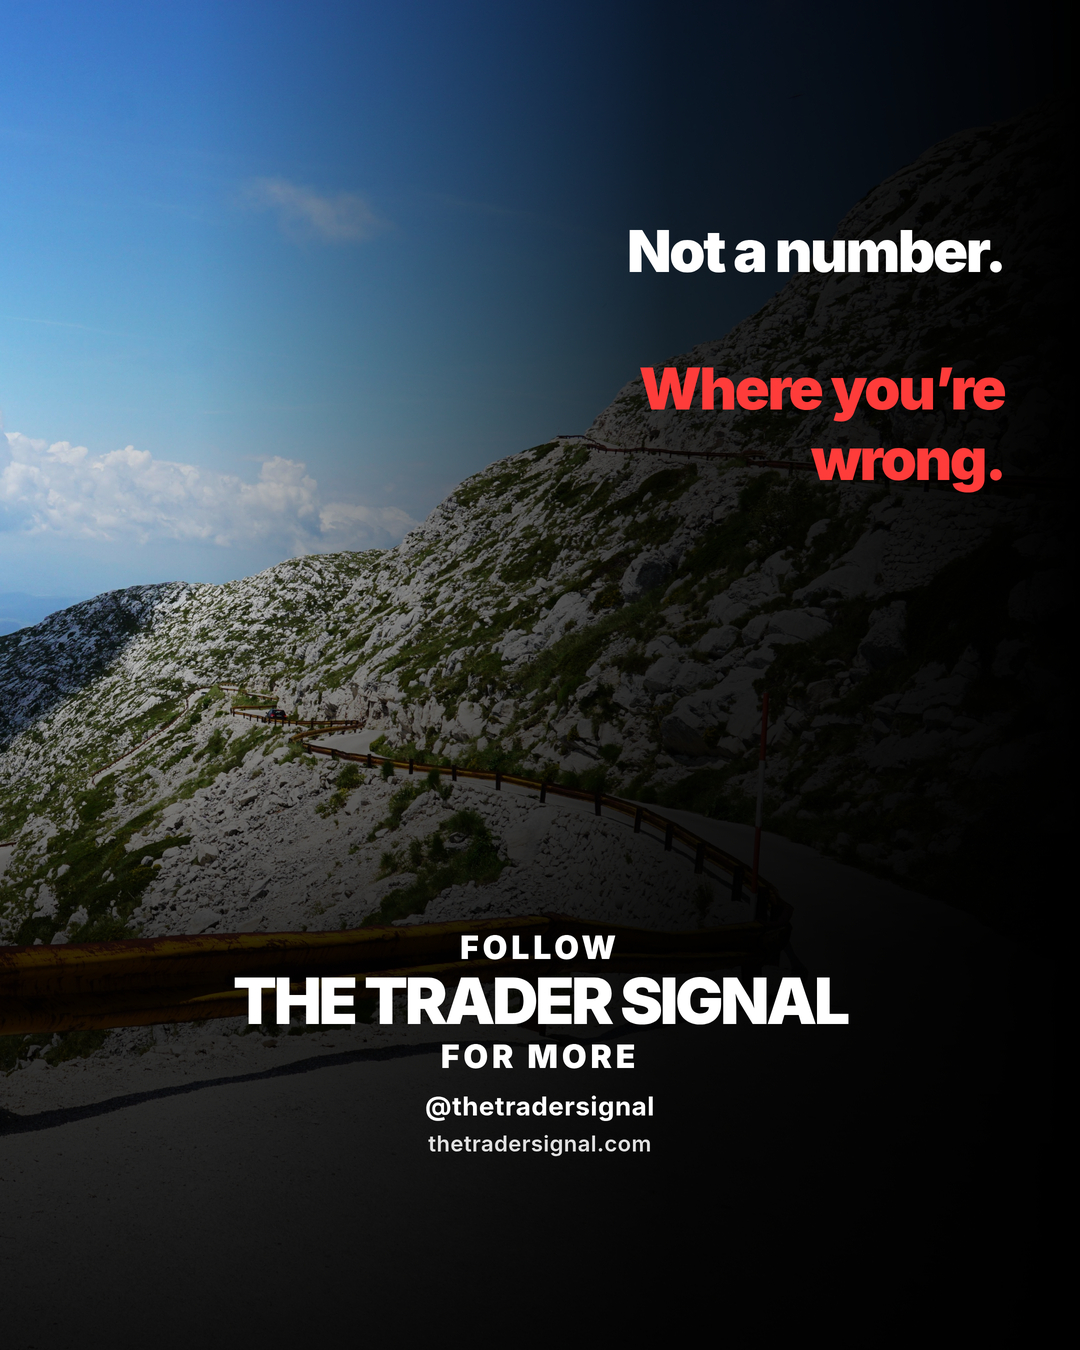 Not a number.
Where you’re
wrong.
FOLLOW
THE TRADER SIGNAL
FOR MORE
@thetradersignal
thetradersignal.com